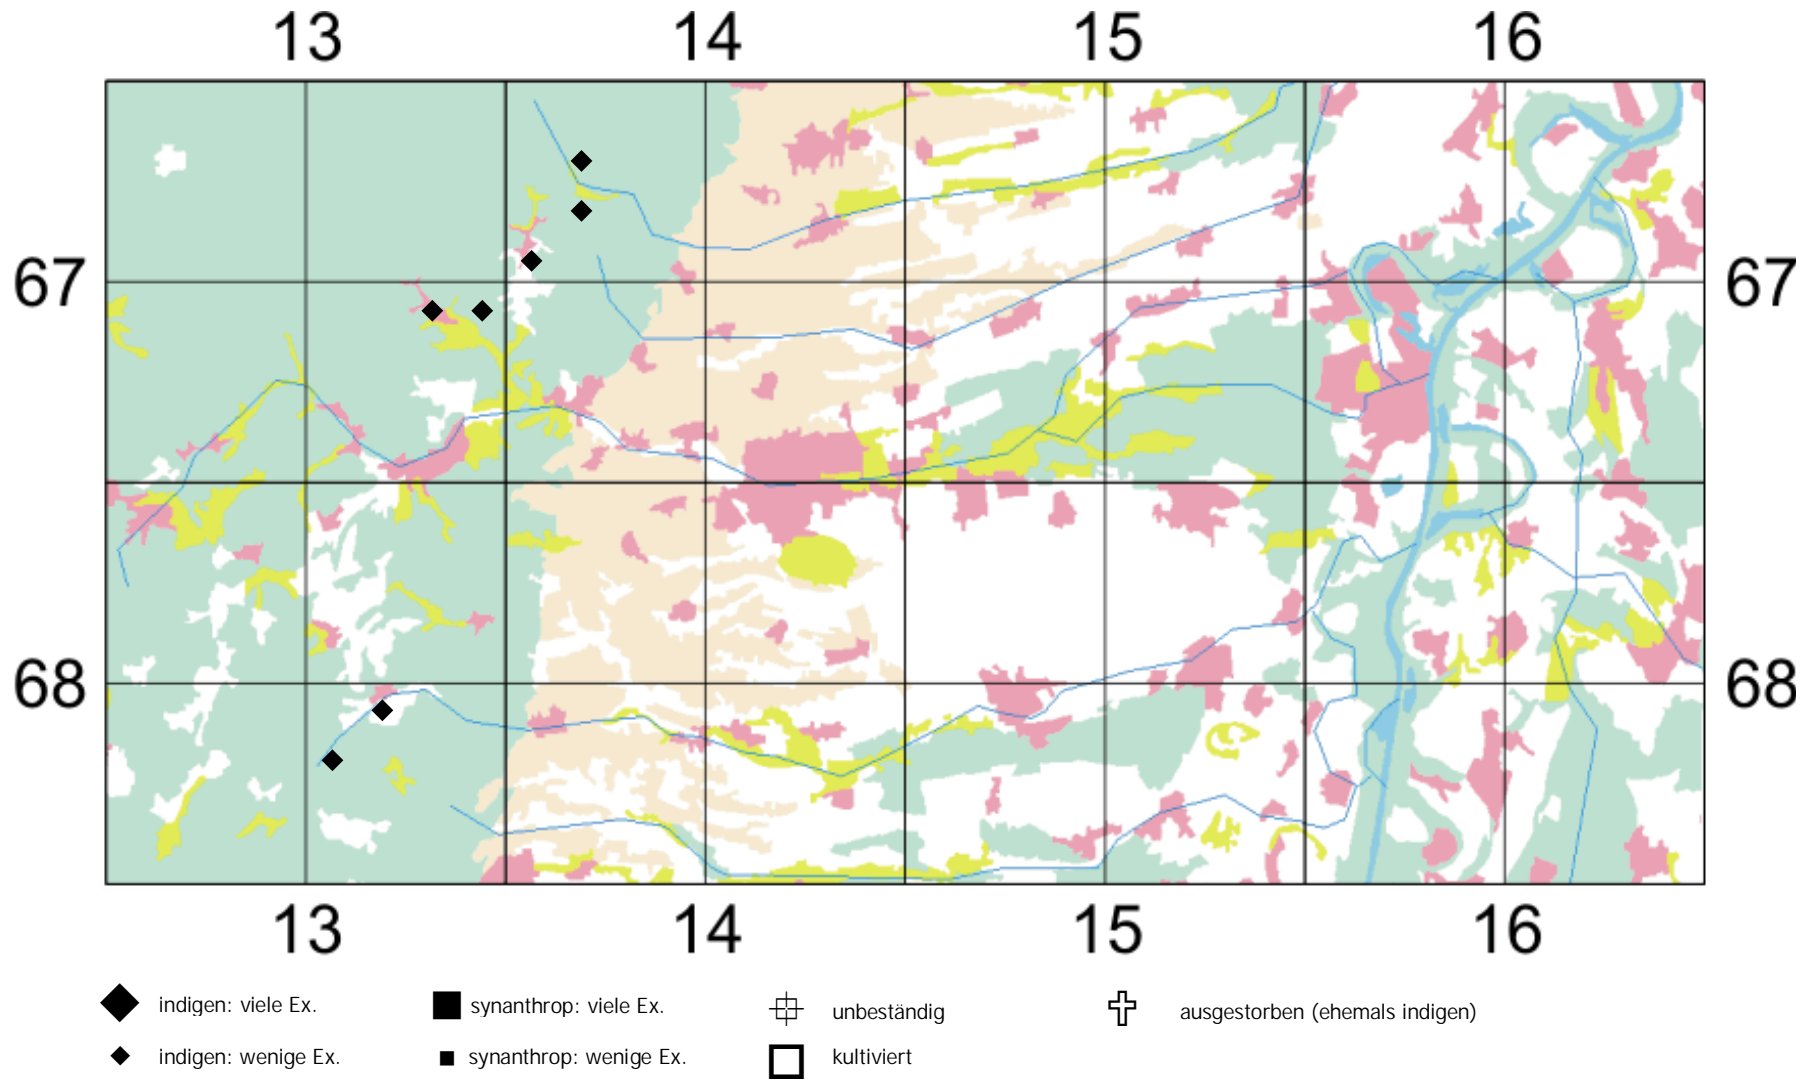 13 14 15 16
67 67
68 68
13 14 15 16
indigen: viele Ex. synanthrop: viele Ex. unbeständig ausgestorben (ehemals indigen)
indigen: wenige Ex. synanthrop: wenige Ex. kultiviert